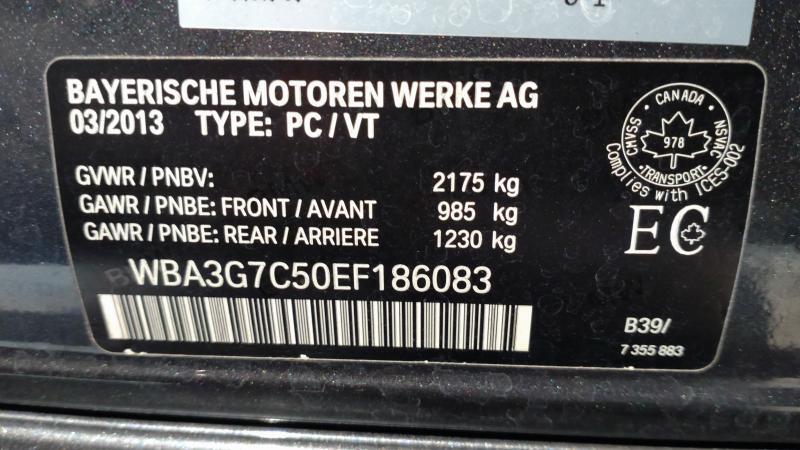 BAYERISCHE MOTOREN WERKE AG
03/2013 TYPE: PC / VT
GVWR / PNBV: 2175 kg
GAWR / PNBE: FRONT / AVANT 985 kg
GAWR / PNBE: REAR / ARRIERE 1230 kg
WBA3G7C50EF186083
CANADA
CMVSS NSVAC
978
TRANSPORT
Complies with ICES-002
EC
B39/
7 355 883